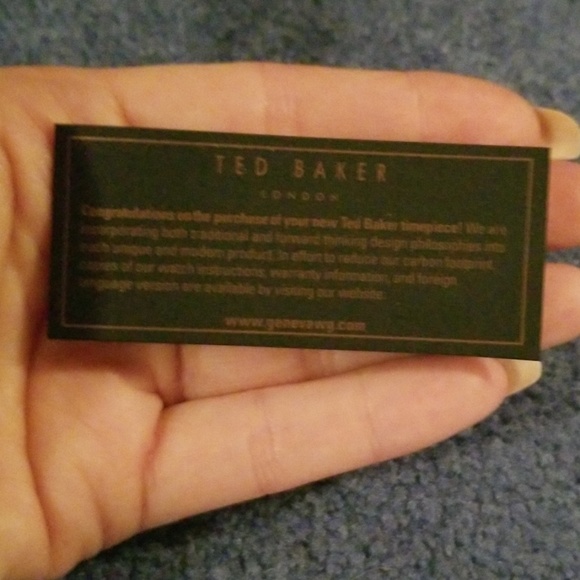 TED BAKER
LONDON
Congratulations on the purchase of your new Ted Baker timepiece! We are
incorporating both traditional and forward thinking design philosophies into
each unique and modern product. In effort to reduce our carbon footprint,
copies of our watch instructions, warranty information, and foreign
language version are available by visiting our website:
www.genevawg.com